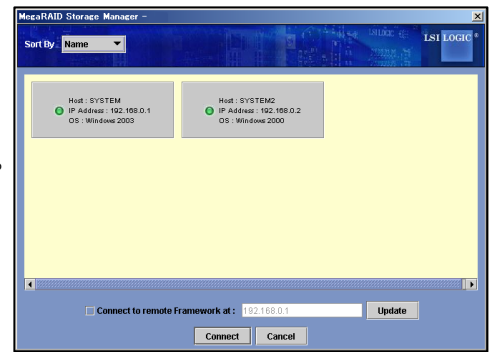 MegaRAID Storage Manager -
Sort By: Name
LSI LOGIC
Host : SYSTEM
IP Address : 192.168.0.1
OS : Windows 2003
Host : SYSTEM2
IP Address : 192.168.0.2
OS : Windows 2000
Connect to remote Framework at : 192.168.0.1 Update
Connect Cancel